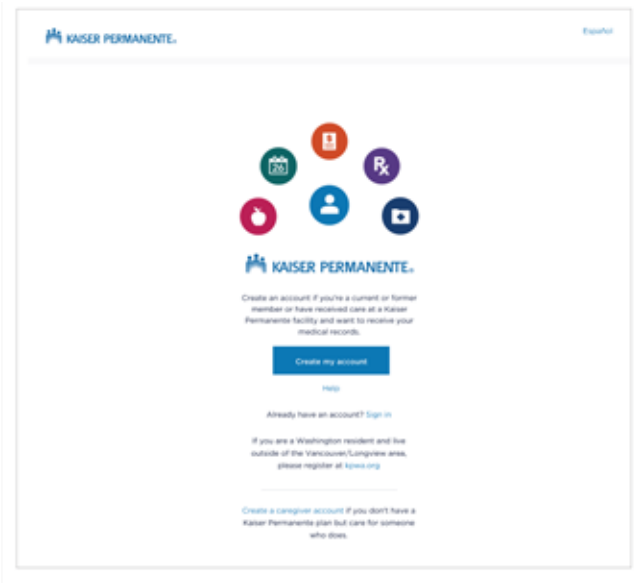 KAISER PERMANENTE®
Español
26
Rx
KAISER PERMANENTE®
Create an account if you're a current or former
member or have received care at a Kaiser
Permanente facility and want to receive your
medical records.
Create my account
Help
Already have an account? Sign in
If you are a Washington resident and live
outside of the Vancouver/Longview area,
please register at kpwa.org
Create a caregiver account if you don't have a
Kaiser Permanente plan but care for someone
who does.